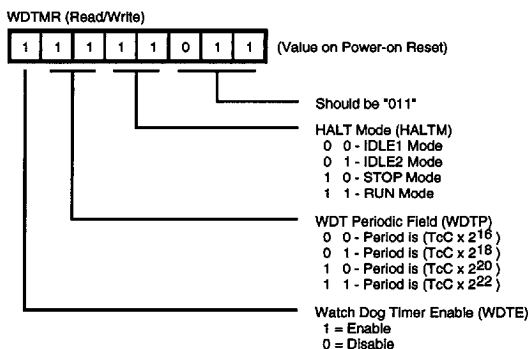 WDTMR (Read/Write)
1 1 1 1 1 0 1 1 (Value on Power-on Reset)
Should be "011"
HALT Mode (HALTM)
0 0 - IDLE1 Mode
0 1 - IDLE2 Mode
1 0 - STOP Mode
1 1 - RUN Mode
WDT Periodic Field (WDTP)
0 0 - Period is (TcC x 2^16)
0 1 - Period is (TcC x 2^18)
1 0 - Period is (TcC x 2^20)
1 1 - Period is (TcC x 2^22)
Watch Dog Timer Enable (WDTE)
1 = Enable
0 = Disable